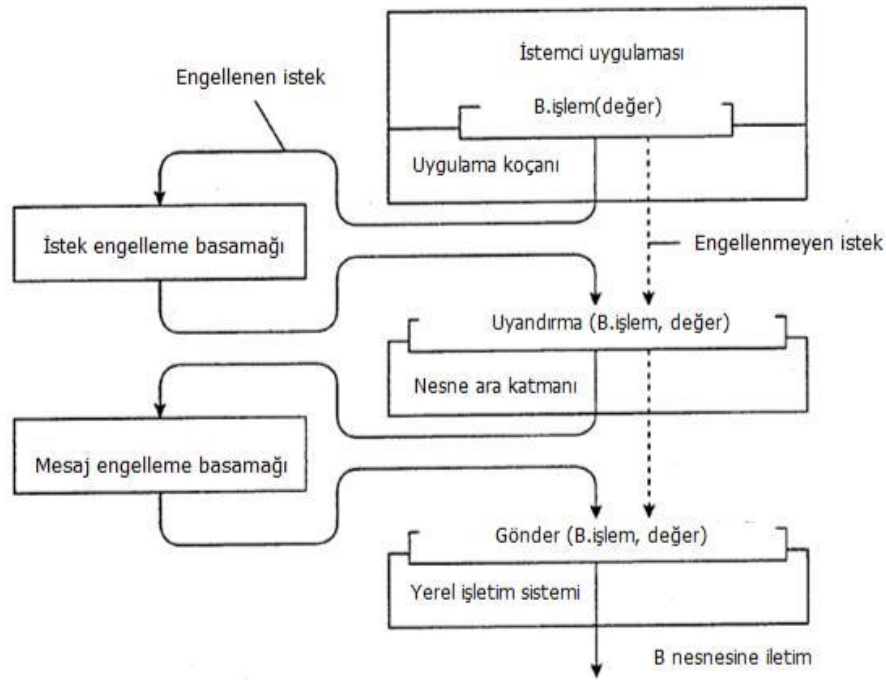 İstemci uygulaması
Engellenen istek
B.işlem(değer)
Uygulama koçanı
İstek engelleme basamağı
Engellenmeyen istek
Uyandırma (B.işlem, değer)
Nesne ara katmanı
Mesaj engelleme basamağı
Gönder (B.işlem, değer)
Yerel işletim sistemi
B nesnesine iletim